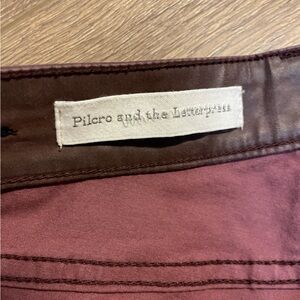 Pilcro and the Letterpress